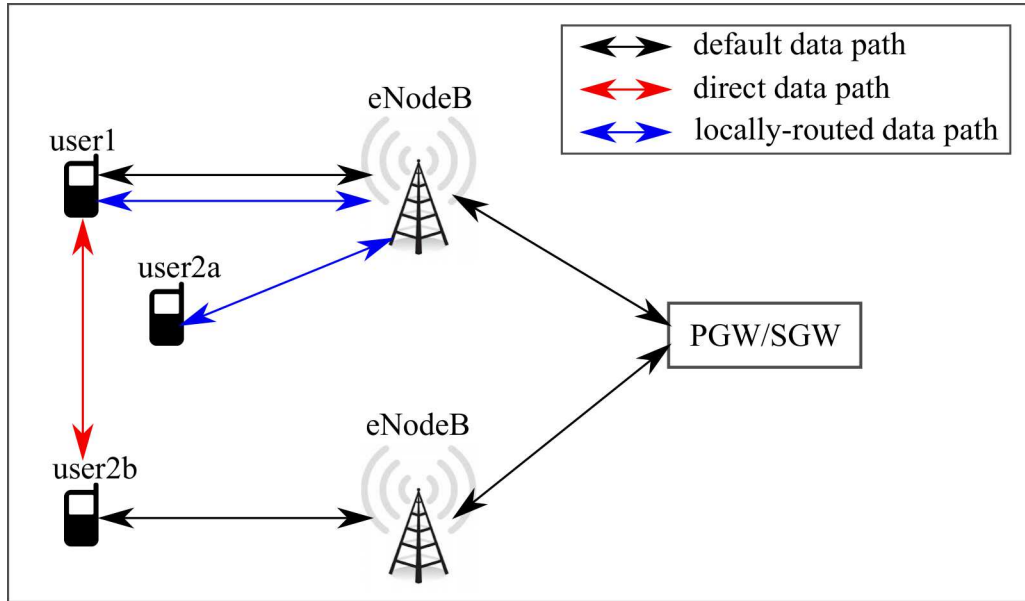 default data path
direct data path
locally-routed data path
eNodeB
user1
user2a
PGW/SGW
eNodeB
user2b